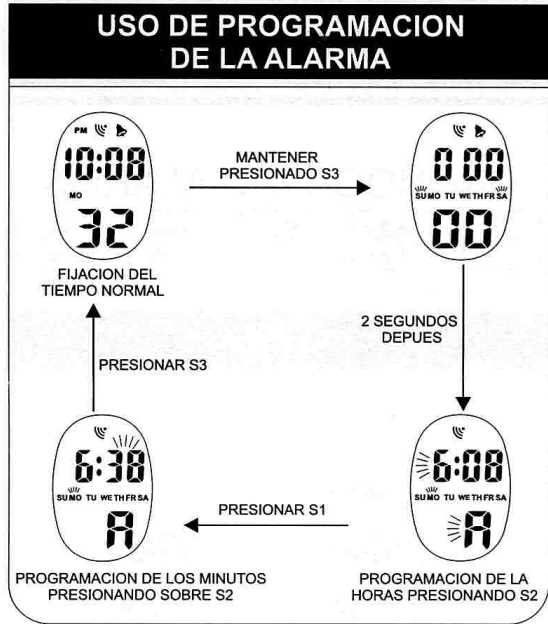 USO DE PROGRAMACION
DE LA ALARMA
PM
10:08
MO
32
FIJACION DEL
TIEMPO NORMAL
MANTENER
PRESIONADO S3
0 00
SU MO TU WE TH FR SA
00
2 SEGUNDOS
DEPUES
6:08
SU MO TU WE TH FR SA
A
PROGRAMACION DE LA
HORAS PRESIONANDO S2
PRESIONAR S1
6:38
SU MO TU WE TH FR SA
A
PROGRAMACION DE LOS MINUTOS
PRESIONANDO SOBRE S2
PRESIONAR S3